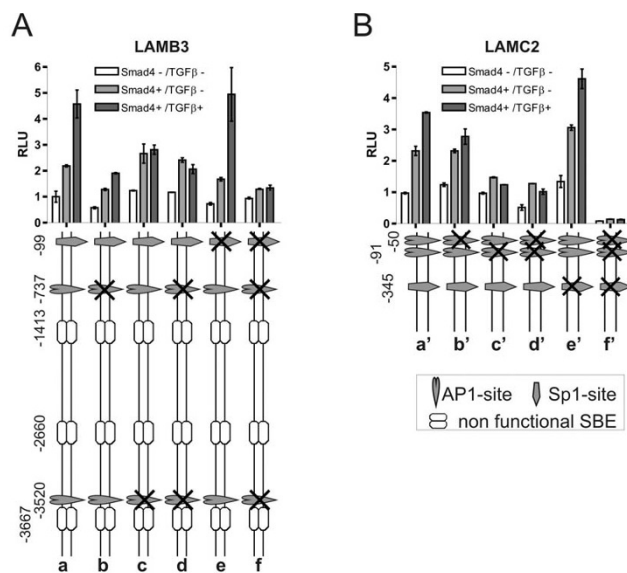 A
B
LAMB3
LAMC2
Smad4 - /TGFβ -
Smad4+ /TGFβ -
Smad4+ /TGFβ+
Smad4 - /TGFβ -
Smad4+ /TGFβ -
Smad4+ /TGFβ+
RLU
6
5
4
3
2
1
0
RLU
5
4
3
2
1
0
-99
-737
-1413
-2660
-3520
-3667
a b c d e f
-50
-91
-345
a' b' c' d' e' f'
AP1-site
Sp1-site
non functional SBE